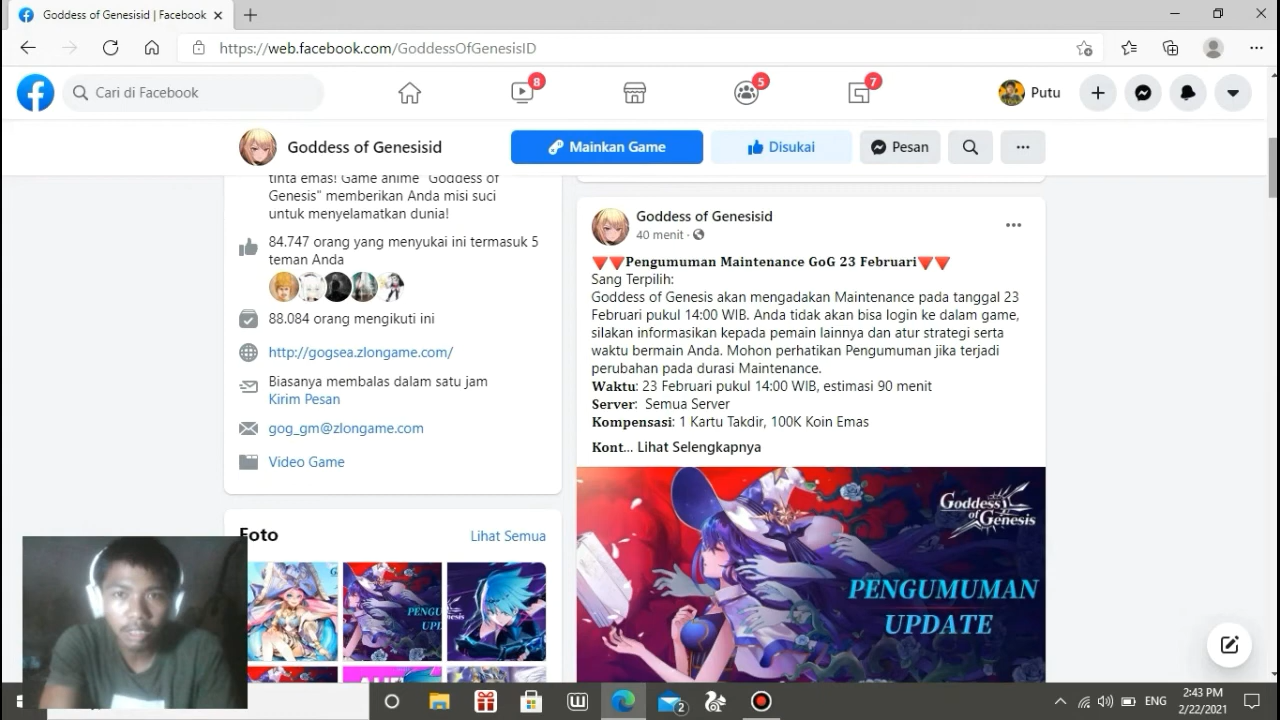 Goddess of Genesisid | Facebook
https://web.facebook.com/GoddessOfGenesisID
Cari di Facebook
8
5
7
Putu
Goddess of Genesisid
Mainkan Game
Disukai
Pesan
tinta emas! Game anime "Goddess of
Genesis" memberikan Anda misi suci
untuk menyelamatkan dunia!
84.747 orang yang menyukai ini termasuk 5
teman Anda
88.084 orang mengikuti ini
http://gogsea.zlongame.com/
Biasanya membalas dalam satu jam
Kirim Pesan
gog_gm@zlongame.com
Video Game
Foto
Lihat Semua
Goddess of Genesisid
40 menit
🔻🔻Pengumuman Maintenance GoG 23 Februari🔻🔻
Sang Terpilih:
Goddess of Genesis akan mengadakan Maintenance pada tanggal 23
Februari pukul 14:00 WIB. Anda tidak akan bisa login ke dalam game,
silakan informasikan kepada pemain lainnya dan atur strategi serta
waktu bermain Anda. Mohon perhatikan Pengumuman jika terjadi
perubahan pada durasi Maintenance.
Waktu: 23 Februari pukul 14:00 WIB, estimasi 90 menit
Server: Semua Server
Kompensasi: 1 Kartu Takdir, 100K Koin Emas
Kont... Lihat Selengkapnya
Goddess
of Genesis
PENGUMUMAN
UPDATE
2
ENG
2:43 PM
2/22/2021